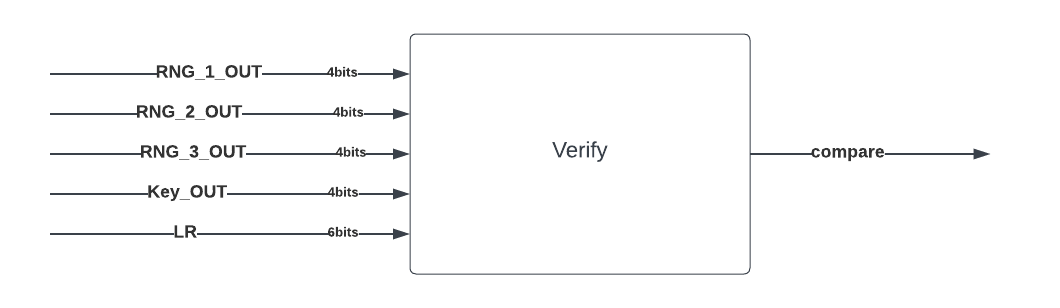 RNG_1_OUT 4bits
RNG_2_OUT 4bits
RNG_3_OUT 4bits
Key_OUT 4bits
LR 6bits
Verify
compare